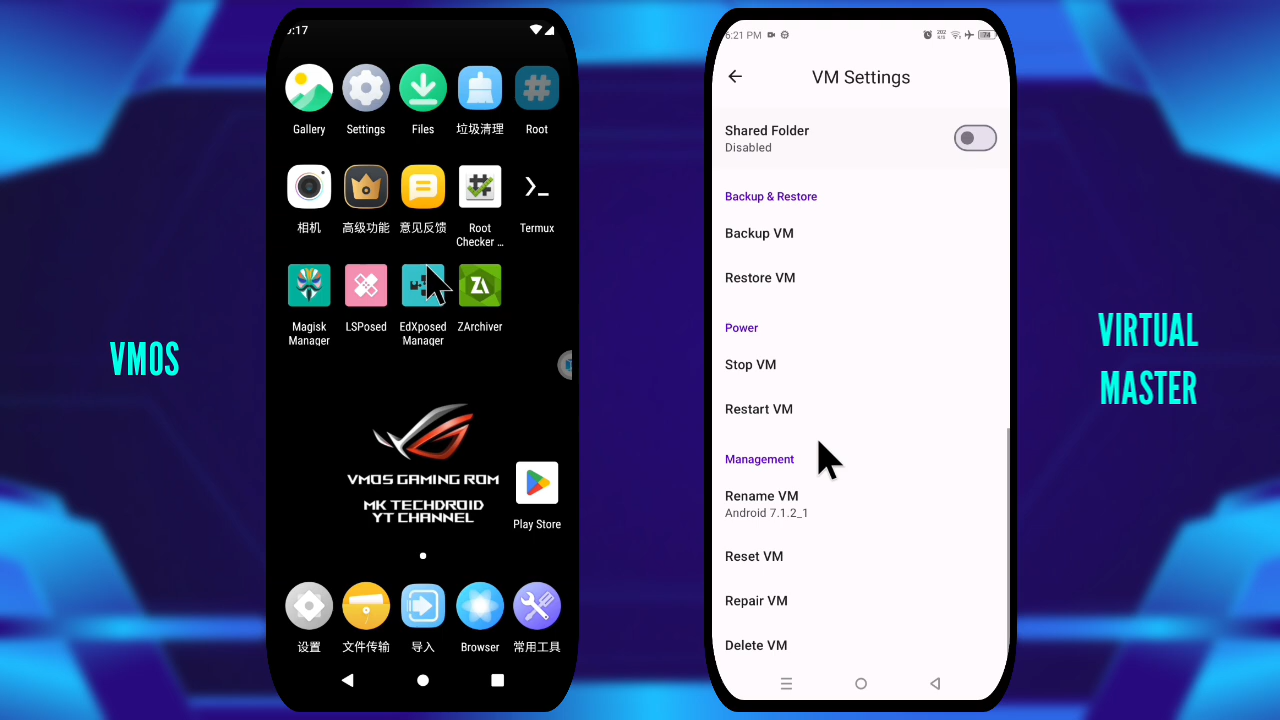 VMOS
:17
Gallery
Settings
Files
垃圾清理
Root
相机
高级功能
意见反馈
Root
Checker ...
Termux
Magisk
Manager
LSPosed
EdXposed
Manager
ZArchiver
VMOS GAMING ROM
MK TECHDROID
YT CHANNEL
Play Store
设置
文件传输
导入
Browser
常用工具
6:21 PM
VM Settings
Shared Folder
Disabled
Backup & Restore
Backup VM
Restore VM
Power
Stop VM
Restart VM
Management
Rename VM
Android 7.1.2_1
Reset VM
Repair VM
Delete VM
VIRTUAL
MASTER